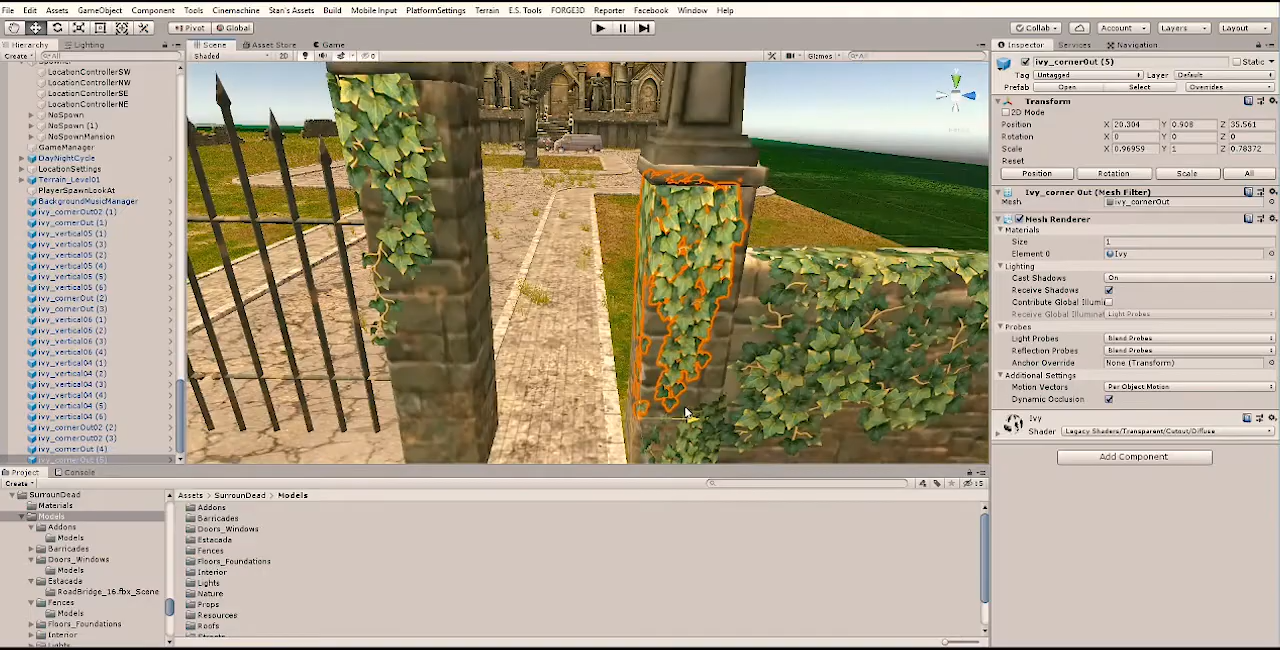 File Edit Assets GameObject Component Tools Cinemachine Stan's Assets Build Mobile Input PlatformSettings Terrain E.S. Tools FORGE3D Reporter Facebook Window Help
Pivot Global Collab Account Layers Layout
Hierarchy Lighting
Create All
LocationControllerSW
LocationControllerNW
LocationControllerSE
LocationControllerNE
NoSpawn
NoSpawn (1)
NoSpawnMansion
GameManager
DayNightCycle
LocationSettings
Terrain_Level01
PlayerSpawnLookAt
BackgroundMusicManager
ivy_cornerOut02 (1)
ivy_cornerOut (1)
ivy_vertical05 (1)
ivy_vertical05 (2)
ivy_vertical05 (3)
ivy_vertical05 (4)
ivy_vertical05 (5)
ivy_vertical05 (6)
ivy_cornerOut (2)
ivy_cornerOut (3)
ivy_vertical06 (1)
ivy_vertical06 (2)
ivy_vertical06 (3)
ivy_vertical06 (4)
ivy_vertical04 (1)
ivy_vertical04 (2)
ivy_vertical04 (3)
ivy_vertical04 (4)
ivy_vertical04 (5)
ivy_vertical04 (6)
ivy_cornerOut02 (2)
ivy_cornerOut02 (3)
ivy_cornerOut (4)
Scene Asset Store Game
Shaded 2D 0 Gizmos All
Inspector Services Navigation
ivy_cornerOut (5) Static
Tag Untagged Layer Default
Prefab Open Select Overrides
Transform
2D Mode
Position X 20.304 Y 0.908 Z 35.561
Rotation X 0 Y 0 Z 0
Scale X 0.96959 Y 1 Z 0.78372
Reset
Position Rotation Scale All
Ivy_corner Out (Mesh Filter)
Mesh ivy_cornerOut
Mesh Renderer
Materials
Size 1
Element 0 Ivy
Lighting
Cast Shadows On
Receive Shadows
Contribute Global Illumi
Receive Global Illuminat Light Probes
Probes
Light Probes Blend Probes
Reflection Probes Blend Probes
Anchor Override None (Transform)
Additional Settings
Motion Vectors Per Object Motion
Dynamic Occlusion
Ivy
Shader Legacy Shaders/Transparent/Cutout/Diffuse
Add Component
Project Console
Create 5
SurrounDead
Materials
Models
Addons
Models
Barricades
Doors_Windows
Models
Estacada
RoadBridge_16.fbx_Scene
Fences
Models
Floors_Foundations
Interior
Lights
Assets > SurrounDead > Models
Addons
Barricades
Doors_Windows
Estacada
Fences
Floors_Foundations
Interior
Lights
Nature
Props
Resources
Roofs